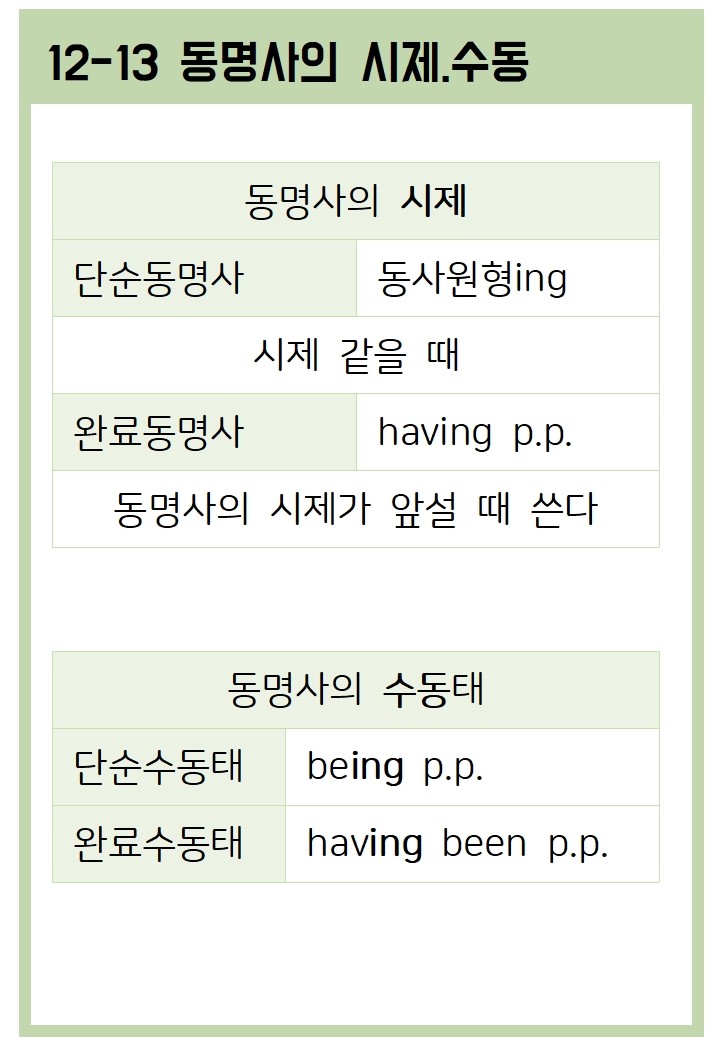 12-13 동명사의 시제.수동
동명사의 시제
단순동명사 동사원형ing
시제 같을 때
완료동명사 having p.p.
동명사의 시제가 앞설 때 쓴다
동명사의 수동태
단순수동태 being p.p.
완료수동태 having been p.p.